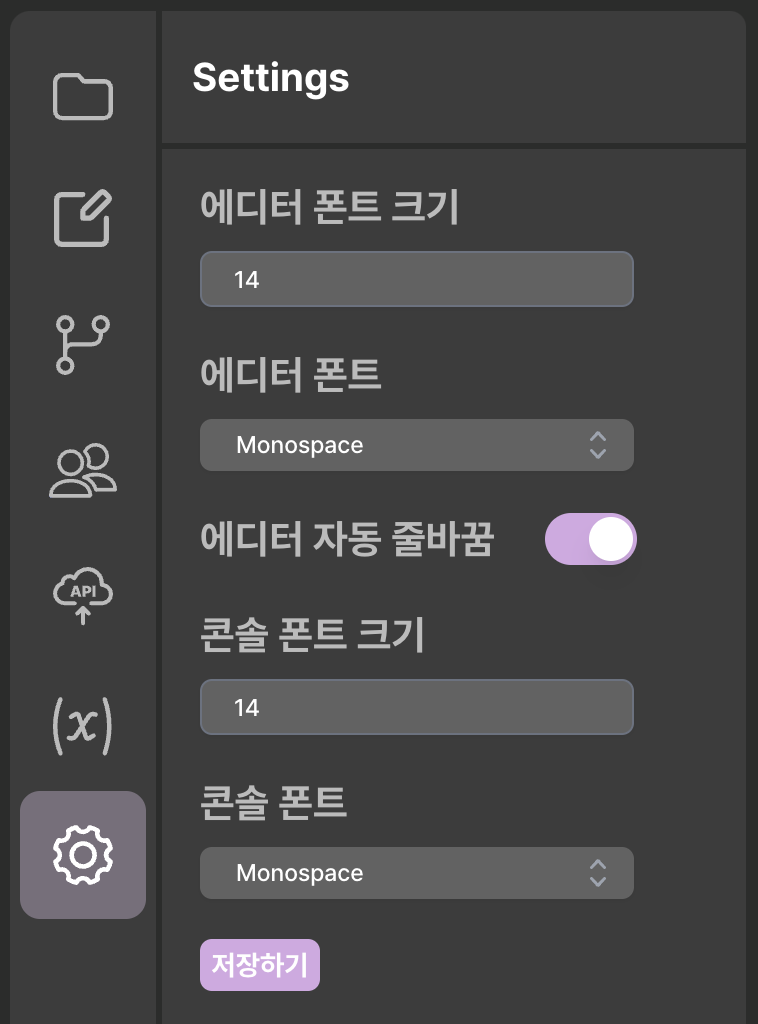 Settings
에디터 폰트 크기
14
에디터 폰트
Monospace
에디터 자동 줄바꿈
콘솔 폰트 크기
14
콘솔 폰트
Monospace
저장하기
API
(x)